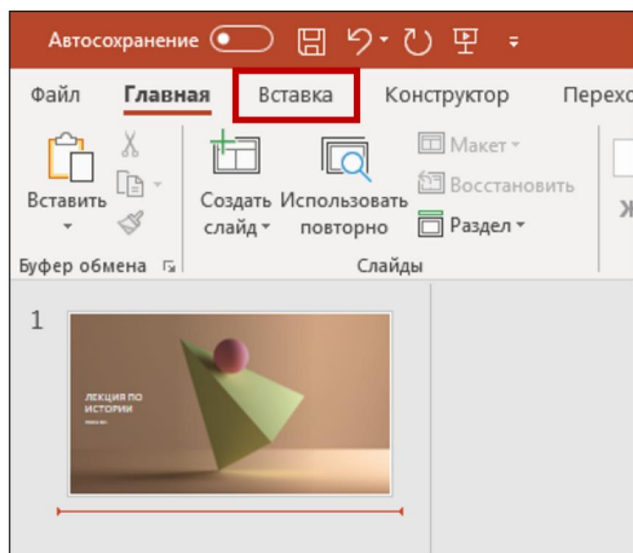 Автосохранение
Файл Главная Вставка Конструктор Перехо
Вставить
Создать слайд
Использовать повторно
Макет
Восстановить
Раздел
Ж
Буфер обмена Слайды
1
ЛЕКЦИЯ ПО
ИСТОРИИ